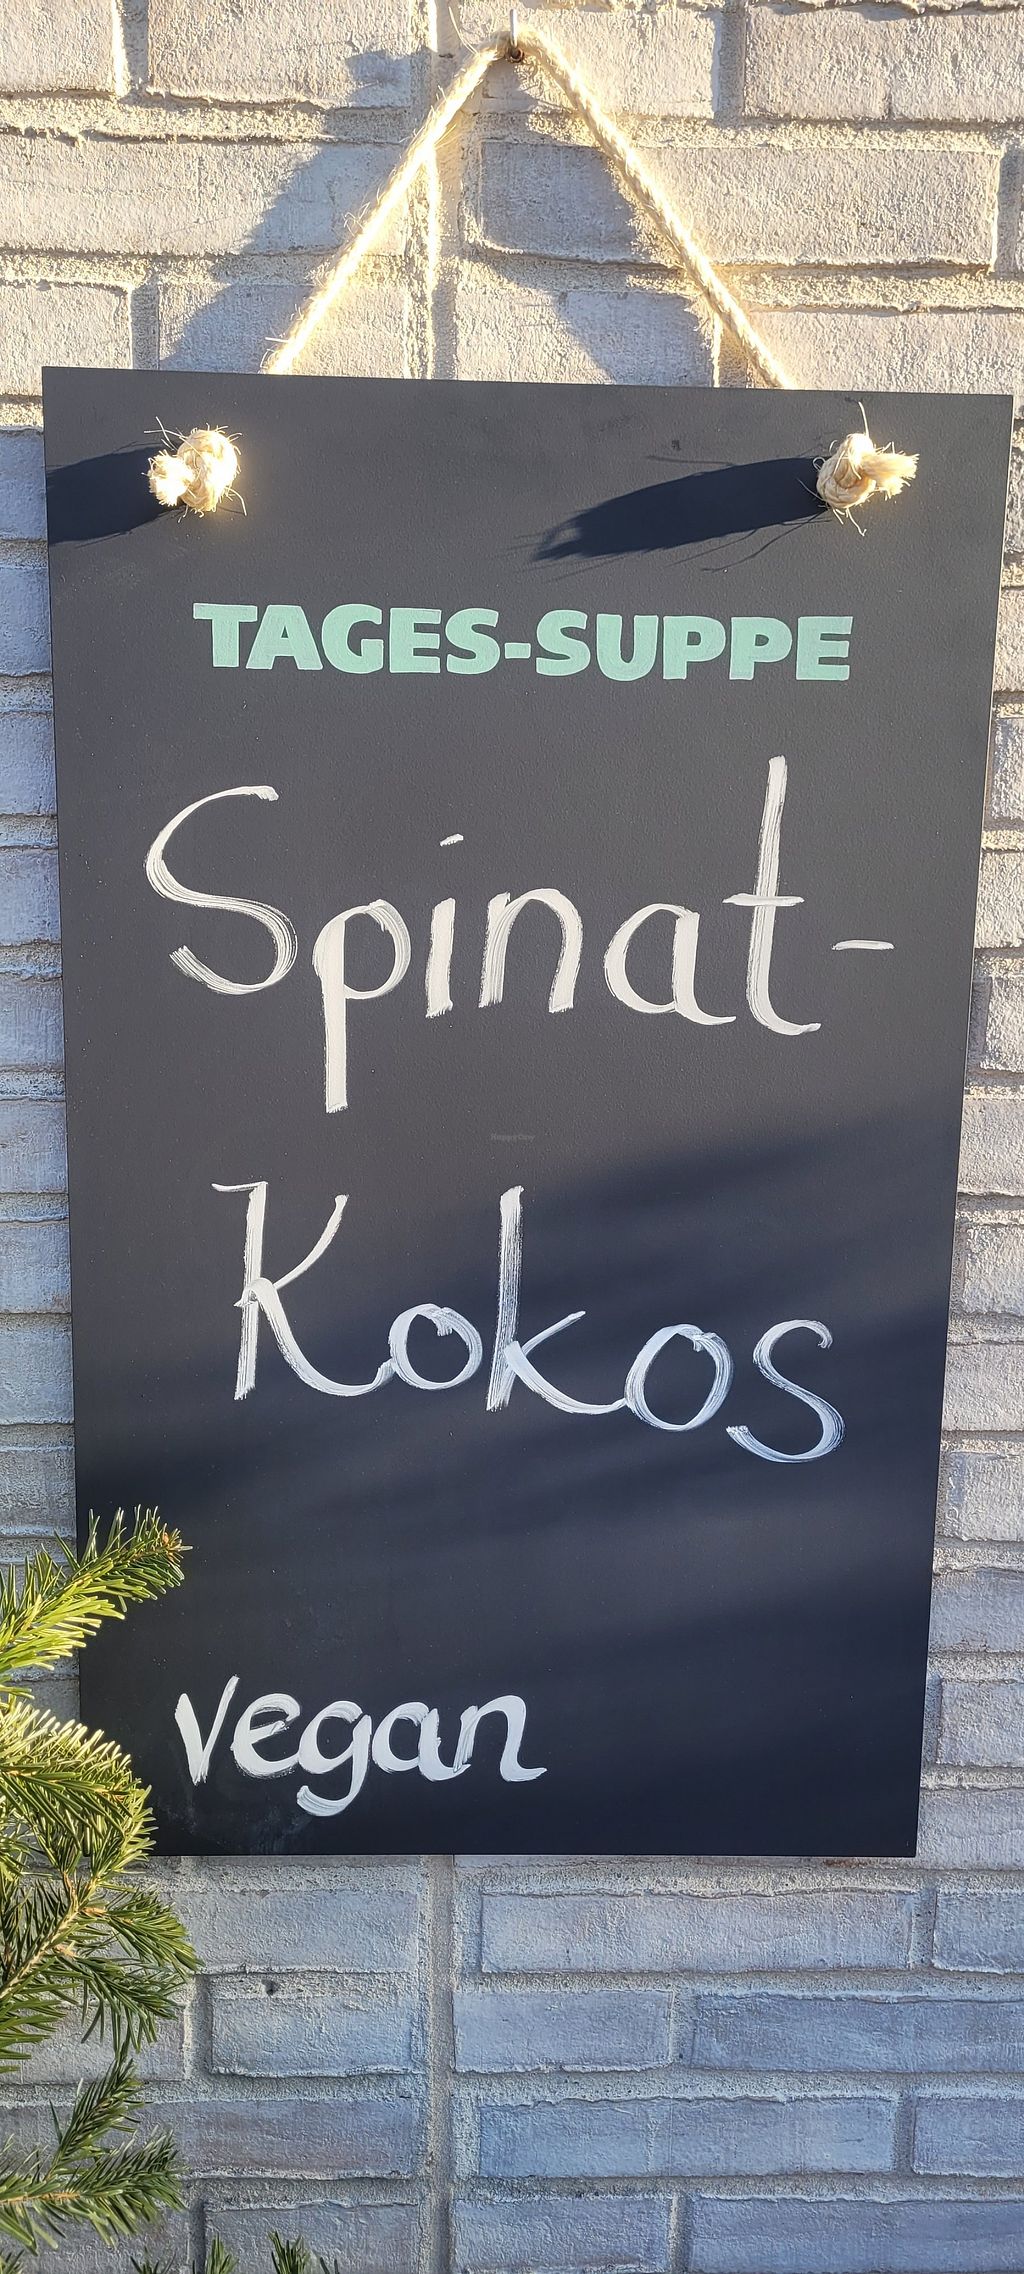 TAGES-SUPPE
Spinat-
Kokos
vegan